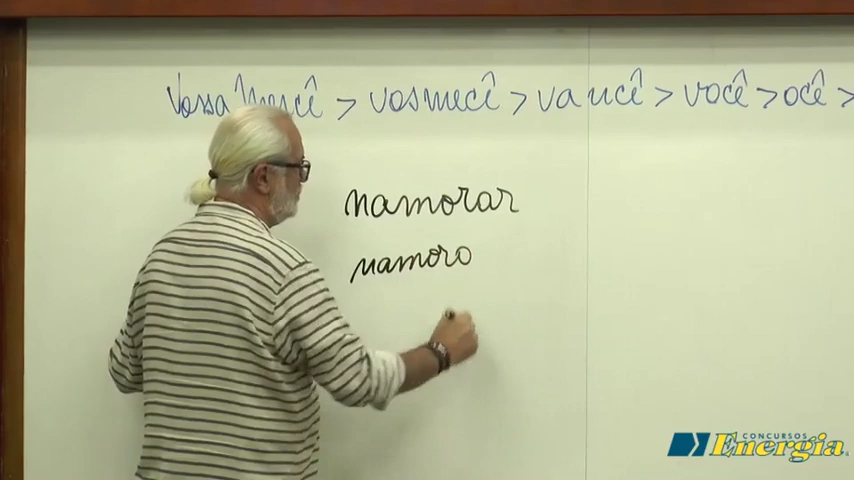 Vossa Mercê > vosmecê > vancê > você > ocê >
namorar
namoro
CONCURSOS
Energia